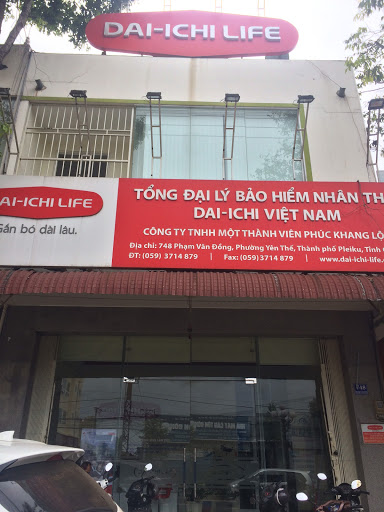 DAI-ICHI LIFE
DAI-ICHI LIFE
Gắn bó dài lâu.
TỔNG ĐẠI LÝ BẢO HIỂM NHÂN TH
DAI-ICHI VIỆT NAM
CÔNG TY TNHH MỘT THÀNH VIÊN PHÚC KHANG LỘ
Địa chỉ: 748 Phạm Văn Đồng, Phường Yên Thế, Thành phố Pleiku, Tỉnh
ĐT: (059) 3714 879 | Fax: (059) 3714 879 | www.dai-ichi-life.